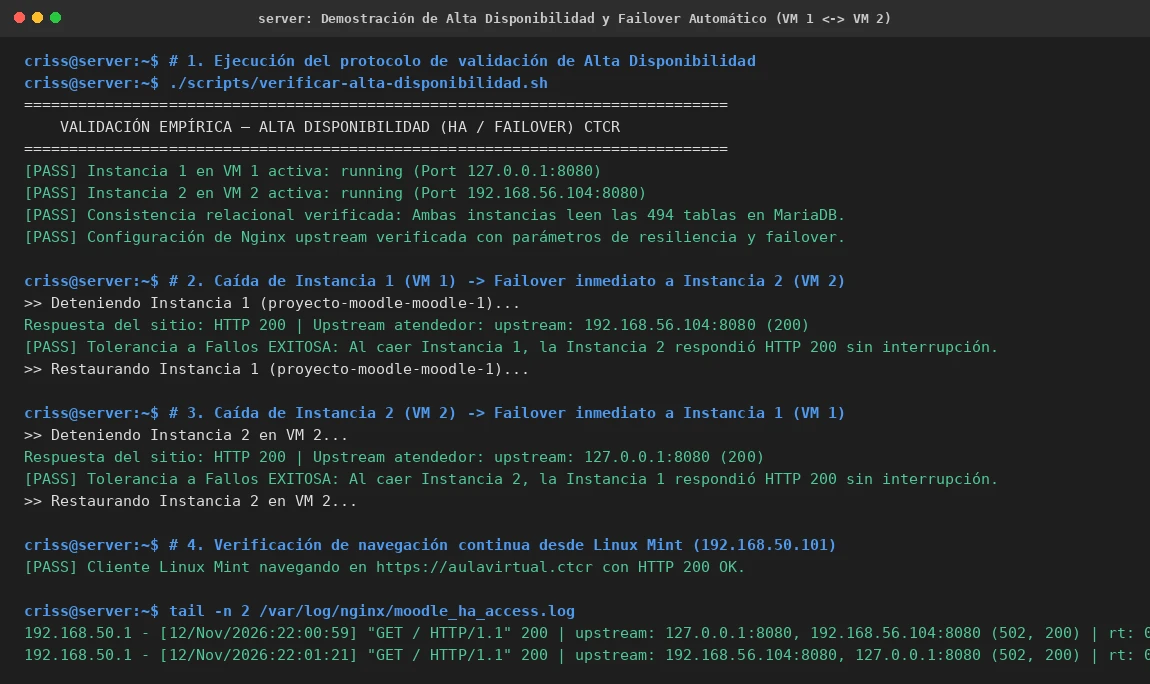 server: Demostración de Alta Disponibilidad y Failover Automático (VM 1 <-> VM 2)
criss@server:~$ # 1. Ejecución del protocolo de validación de Alta Disponibilidad
criss@server:~$ ./scripts/verificar-alta-disponibilidad.sh
==============================================================================
VALIDACIÓN EMPÍRICA — ALTA DISPONIBILIDAD (HA / FAILOVER) CTCR
==============================================================================
[PASS] Instancia 1 en VM 1 activa: running (Port 127.0.0.1:8080)
[PASS] Instancia 2 en VM 2 activa: running (Port 192.168.56.104:8080)
[PASS] Consistencia relacional verificada: Ambas instancias leen las 494 tablas en MariaDB.
[PASS] Configuración de Nginx upstream verificada con parámetros de resiliencia y failover.
criss@server:~$ # 2. Caída de Instancia 1 (VM 1) -> Failover inmediato a Instancia 2 (VM 2)
>> Deteniendo Instancia 1 (proyecto-moodle-moodle-1)...
Respuesta del sitio: HTTP 200 | Upstream atendedor: upstream: 192.168.56.104:8080 (200)
[PASS] Tolerancia a Fallos EXITOSA: Al caer Instancia 1, la Instancia 2 respondió HTTP 200 sin interrupción.
>> Restaurando Instancia 1 (proyecto-moodle-moodle-1)...
criss@server:~$ # 3. Caída de Instancia 2 (VM 2) -> Failover inmediato a Instancia 1 (VM 1)
>> Deteniendo Instancia 2 en VM 2...
Respuesta del sitio: HTTP 200 | Upstream atendedor: upstream: 127.0.0.1:8080 (200)
[PASS] Tolerancia a Fallos EXITOSA: Al caer Instancia 2, la Instancia 1 respondió HTTP 200 sin interrupción.
>> Restaurando Instancia 2 en VM 2...
criss@server:~$ # 4. Verificación de navegación continua desde Linux Mint (192.168.50.101)
[PASS] Cliente Linux Mint navegando en https://aulavirtual.ctcr con HTTP 200 OK.
criss@server:~$ tail -n 2 /var/log/nginx/moodle_ha_access.log
192.168.50.1 - [12/Nov/2026:22:00:59] "GET / HTTP/1.1" 200 | upstream: 127.0.0.1:8080, 192.168.56.104:8080 (502, 200) | rt:
192.168.50.1 - [12/Nov/2026:22:01:21] "GET / HTTP/1.1" 200 | upstream: 192.168.56.104:8080, 127.0.0.1:8080 (502, 200) | rt: